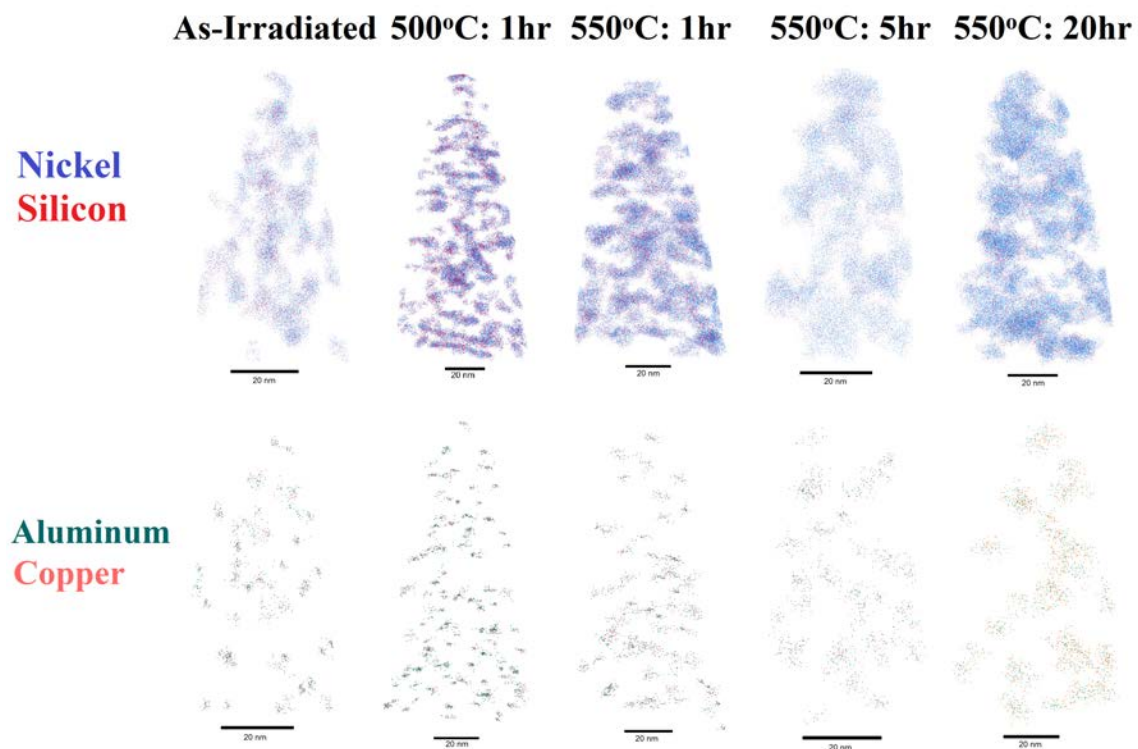 As-Irradiated 500°C: 1hr 550°C: 1hr 550°C: 5hr 550°C: 20hr
Nickel
Silicon
20 nm 20 nm 20 nm 20 nm 20 nm
Aluminum
Copper
20 nm 20 nm 20 nm 20 nm 20 nm